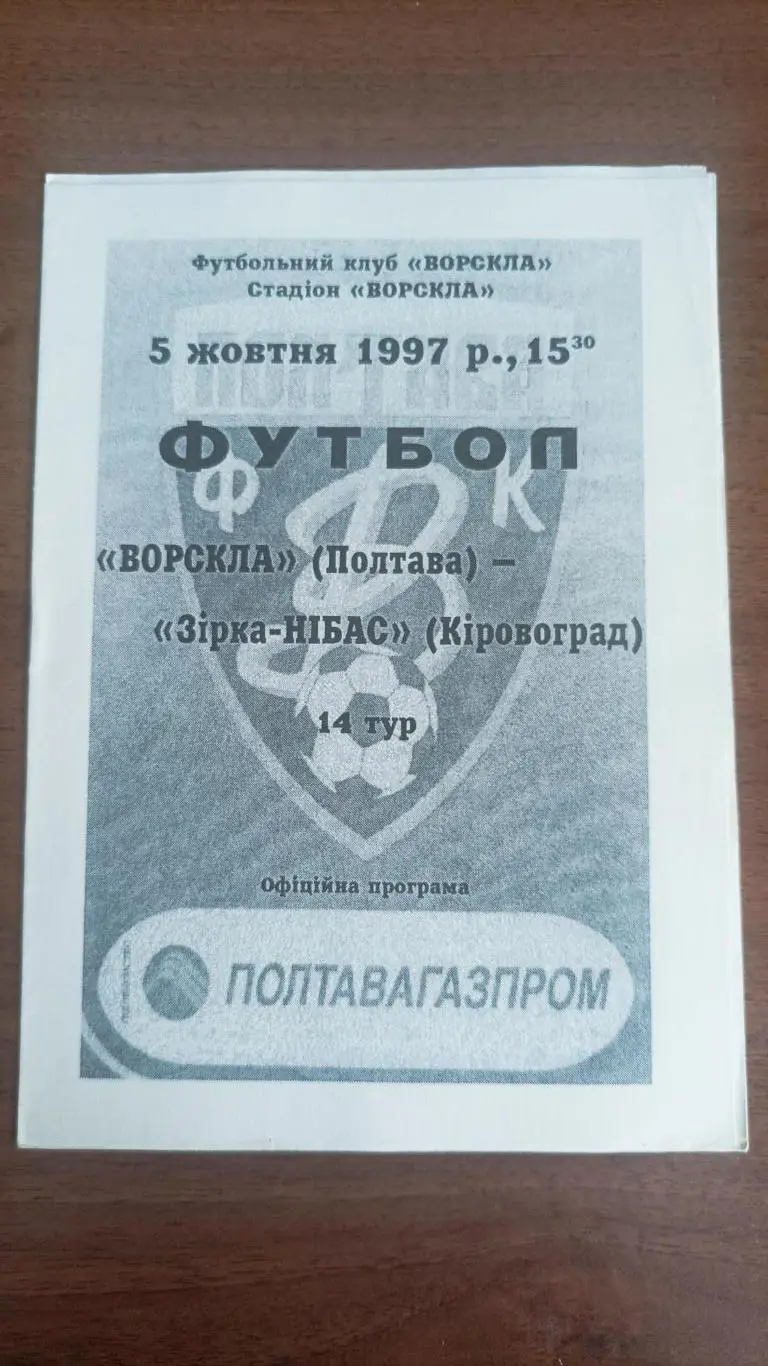 Футбольний клуб «ВОРСКЛА»
Стадіон «ВОРСКЛА»
5 жовтня 1997 р., 15³⁰
ФУТБОЛ
Ф К
«ВОРСКЛА» (Полтава) –
«Зірка-НІБАС» (Кіровоград)
14 тур
Офіційна програма
ПОЛТАВАГАЗПРОМ